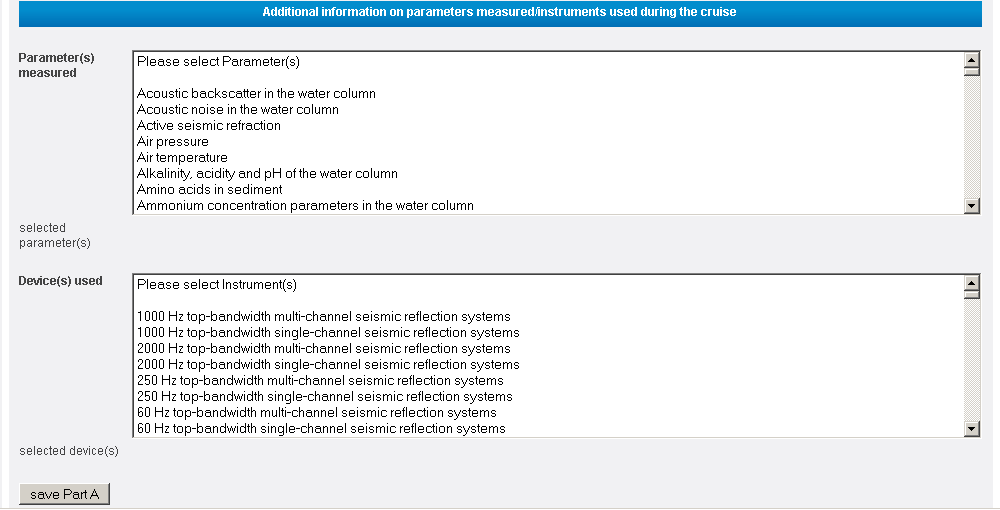 Additional information on parameters measured/instruments used during the cruise
Parameter(s)
measured
Please select Parameter(s)
Acoustic backscatter in the water column
Acoustic noise in the water column
Active seismic refraction
Air pressure
Air temperature
Alkalinity, acidity and pH of the water column
Amino acids in sediment
Ammonium concentration parameters in the water column
selected
parameter(s)
Device(s) used
Please select Instrument(s)
1000 Hz top-bandwidth multi-channel seismic reflection systems
1000 Hz top-bandwidth single-channel seismic reflection systems
2000 Hz top-bandwidth multi-channel seismic reflection systems
2000 Hz top-bandwidth single-channel seismic reflection systems
250 Hz top-bandwidth multi-channel seismic reflection systems
250 Hz top-bandwidth single-channel seismic reflection systems
60 Hz top-bandwidth multi-channel seismic reflection systems
60 Hz top-bandwidth single-channel seismic reflection systems
selected device(s)
save Part A